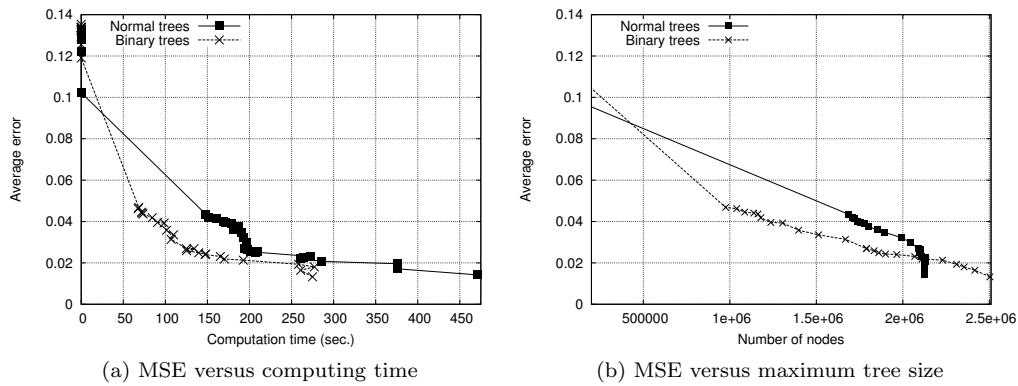 0.14
0.12
0.1
0.08
0.06
0.04
0.02
0
Average error
Normal trees
Binary trees
0 50 100 150 200 250 300 350 400 450
Computation time (sec.)
(a) MSE versus computing time
0.14
0.12
0.1
0.08
0.06
0.04
0.02
0
Average error
Normal trees
Binary trees
500000 1e+06 1.5e+06 2e+06 2.5e+06
Number of nodes
(b) MSE versus maximum tree size